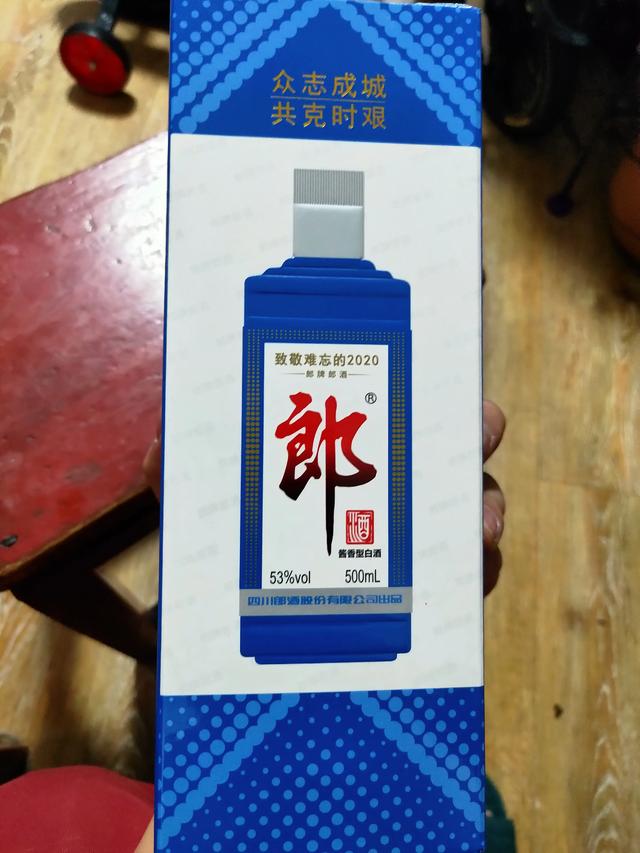 众志成城
共克时艰
致敬难忘的2020
郎牌郎酒
郎®
酒
酱香型白酒
53%vol 500mL
四川郎酒股份有限公司出品